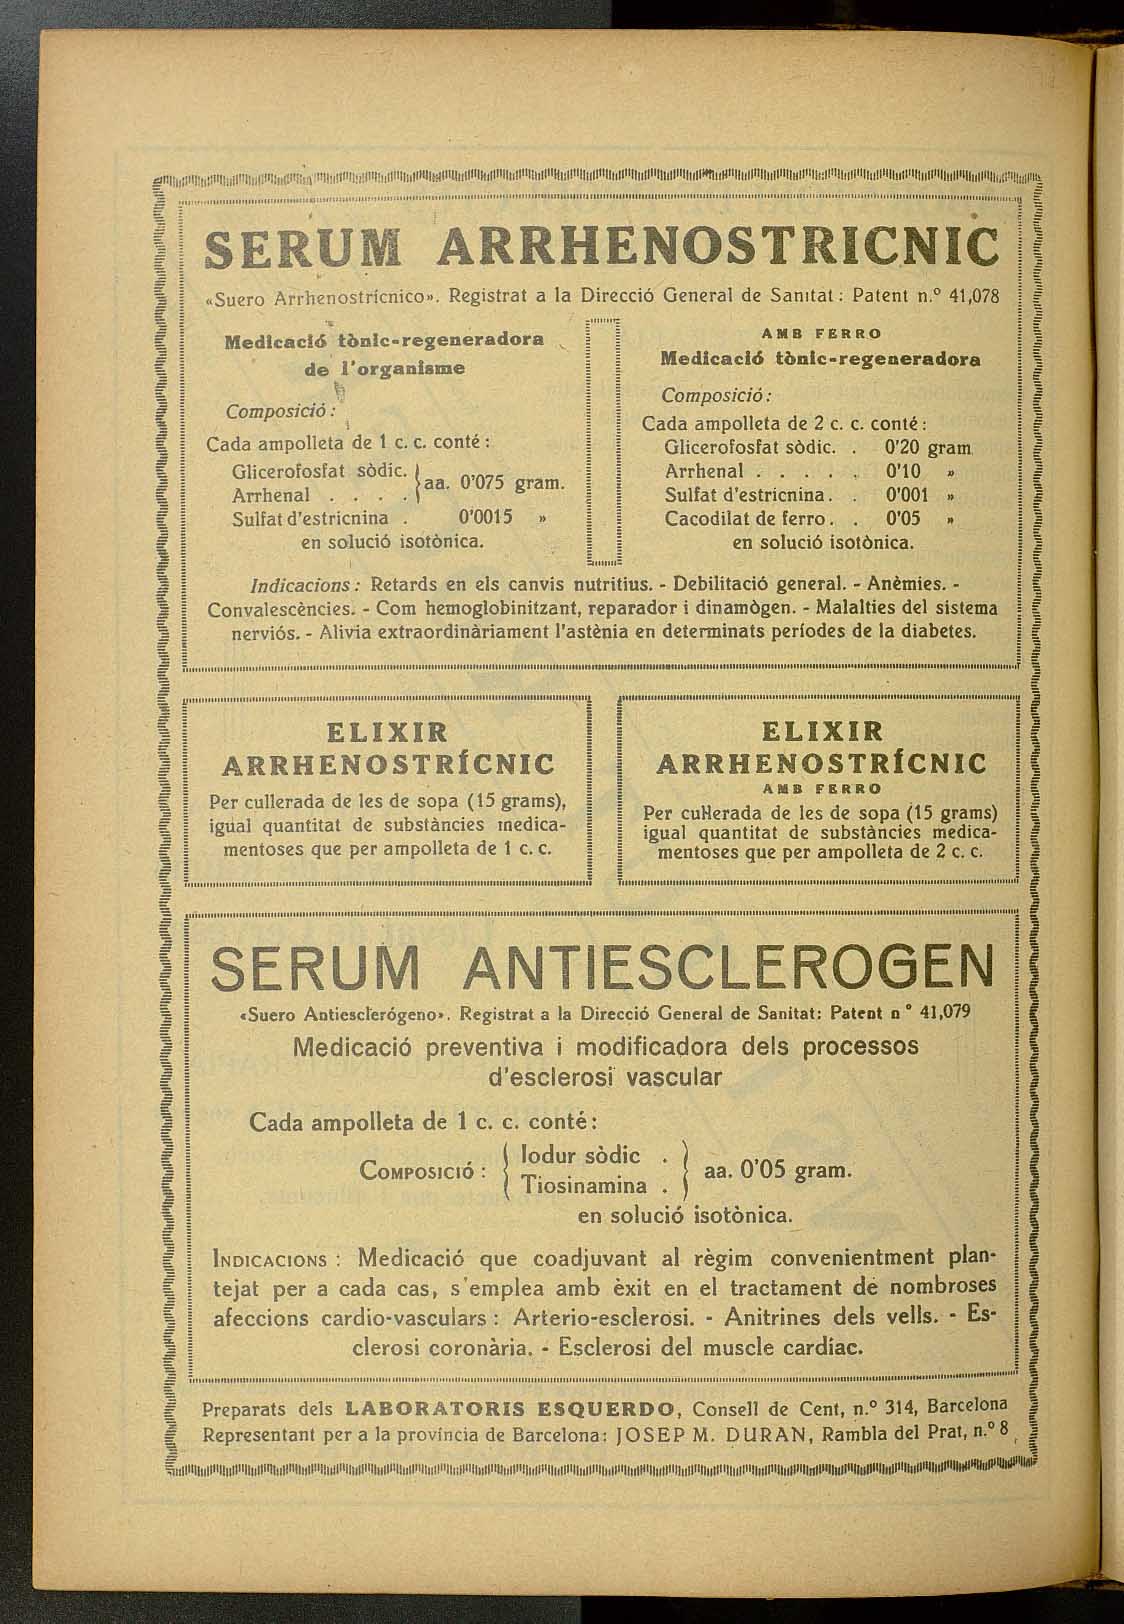 SERUM ARRHENOSTRICNIC
«Suero Arrhenostrícnico». Registrat a la Direcció General de Sanitat: Patent n.º 41,078
Medicació tònic-regeneradora
de l'organisme
Composició:
Cada ampolleta de 1 c. c. conté:
Glicerofosfat sòdic.
Arrhenal . . . .
aa. 0'075 gram.
Sulfat d'estricnina . 0'0015 »
en solució isotònica.
AMB FERRO
Medicació tònic-regeneradora
Composició:
Cada ampolleta de 2 c. c. conté:
Glicerofosfat sòdic. . 0'20 gram
Arrhenal . . . . . 0'10 »
Sulfat d'estricnina. . 0'001 »
Cacodilat de ferro. . 0'05 »
en solució isotònica.
Indicacions: Retards en els canvis nutritius. - Debilitació general. - Anèmies. -
Convalescències. - Com hemoglobinitzant, reparador i dinamògen. - Malalties del sistema
nerviós. - Alivia extraordinàriament l'astènia en determinats períodes de la diabetes.
ELIXIR
ARRHENOSTRÍCNIC
Per cullerada de les de sopa (15 grams),
igual quantitat de substàncies medica-
mentoses que per ampolleta de 1 c. c.
ELIXIR
ARRHENOSTRÍCNIC
AMB FERRO
Per cullerada de les de sopa (15 grams)
igual quantitat de substàncies medica-
mentoses que per ampolleta de 2 c. c.
SERUM ANTIESCLEROGEN
«Suero Antiesclerógeno». Registrat a la Direcció General de Sanitat: Patent n º 41,079
Medicació preventiva i modificadora dels processos
d'esclerosi vascular
Cada ampolleta de 1 c. c. conté:
COMPOSICIÓ :
Iodur sòdic .
Tiosinamina .
aa. 0'05 gram.
en solució isotònica.
INDICACIONS : Medicació que coadjuvant al règim convenientment plan-
tejat per a cada cas, s'emplea amb èxit en el tractament de nombroses
afeccions cardio-vasculars : Arterio-esclerosi. - Anitrines dels vells. - Es-
clerosi coronària. - Esclerosi del muscle cardíac.
Preparats dels LABORATORIS ESQUERDO, Consell de Cent, n.º 314, Barcelona
Representant per a la província de Barcelona: JOSEP M. DURAN, Rambla del Prat, n.º 8